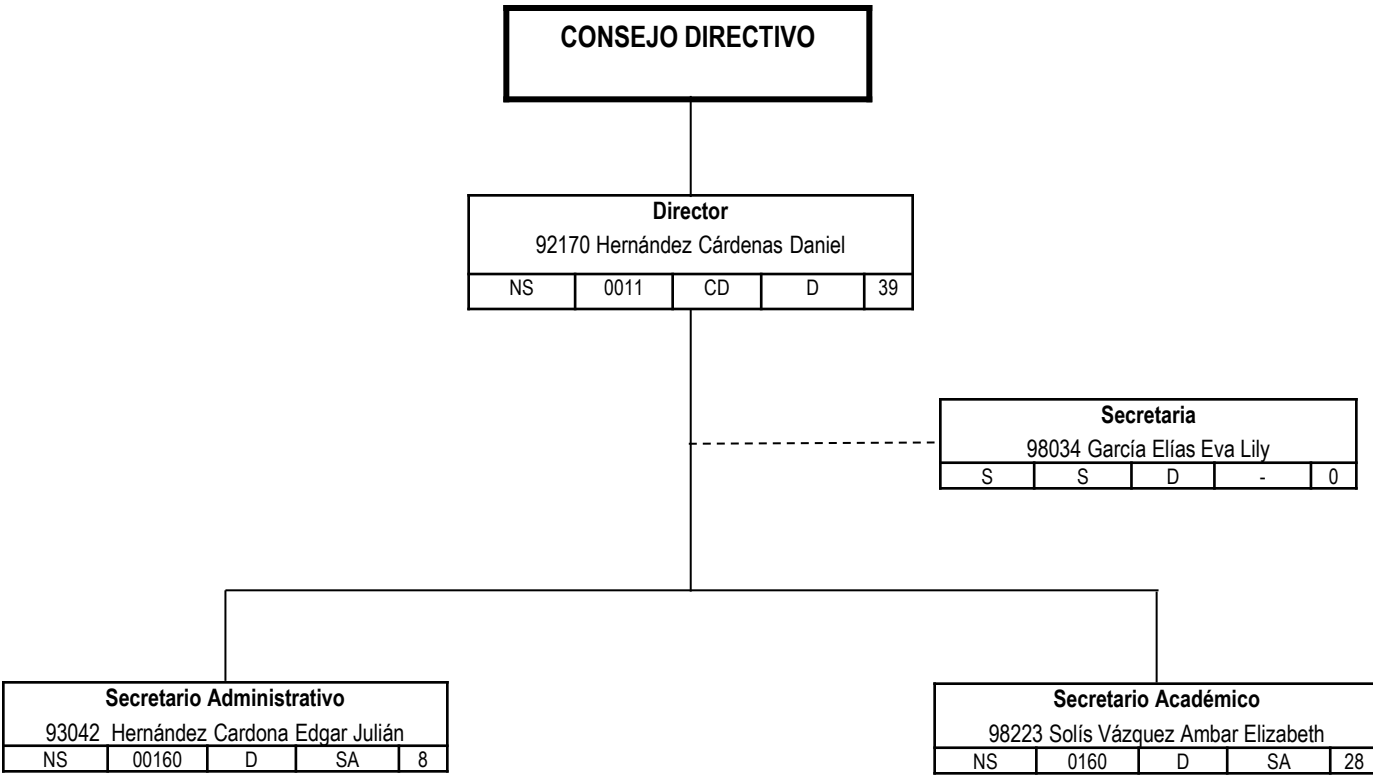 CONSEJO DIRECTIVO
Director
92170 Hernández Cárdenas Daniel
NS 0011 CD D 39
Secretaria
98034 García Elías Eva Lily
S S D - 0
Secretario Administrativo
93042 Hernández Cardona Edgar Julián
NS 00160 D SA 8
Secretario Académico
98223 Solís Vázquez Ambar Elizabeth
NS 0160 D SA 28